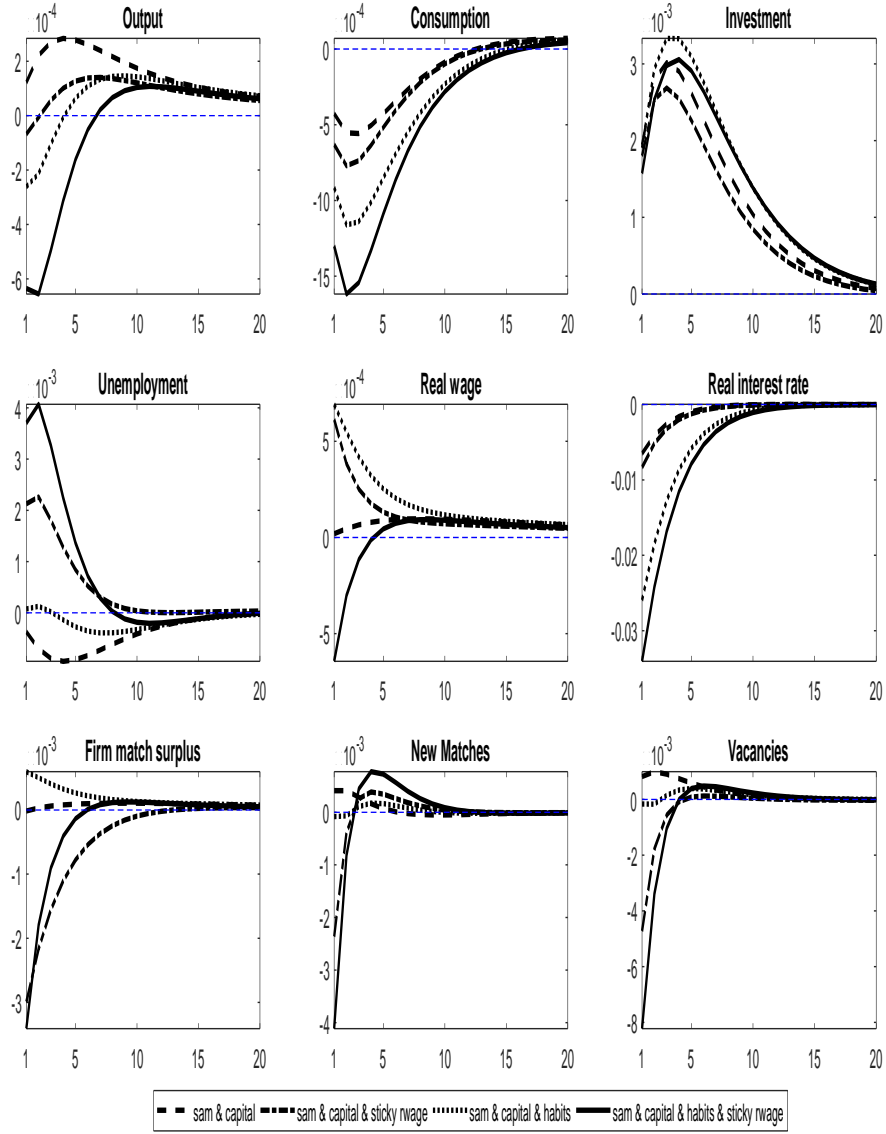 Output
Consumption
Investment
10^-4
2
0
-2
-4
-6
1 5 10 15 20
10^-4
0
-5
-10
-15
1 5 10 15 20
10^-3
3
2
1
0
1 5 10 15 20
Unemployment
Real wage
Real interest rate
10^-3
4
3
2
1
0
1 5 10 15 20
10^-4
5
0
-5
1 5 10 15 20
0
-0.01
-0.02
-0.03
1 5 10 15 20
Firm match surplus
New Matches
Vacancies
10^-3
0
-1
-2
-3
1 5 10 15 20
10^-3
0
-1
-2
-3
-4
1 5 10 15 20
10^-3
0
-2
-4
-6
-8
1 5 10 15 20
sam & capital sam & capital & sticky rwage sam & capital & habits sam & capital & habits & sticky rwage